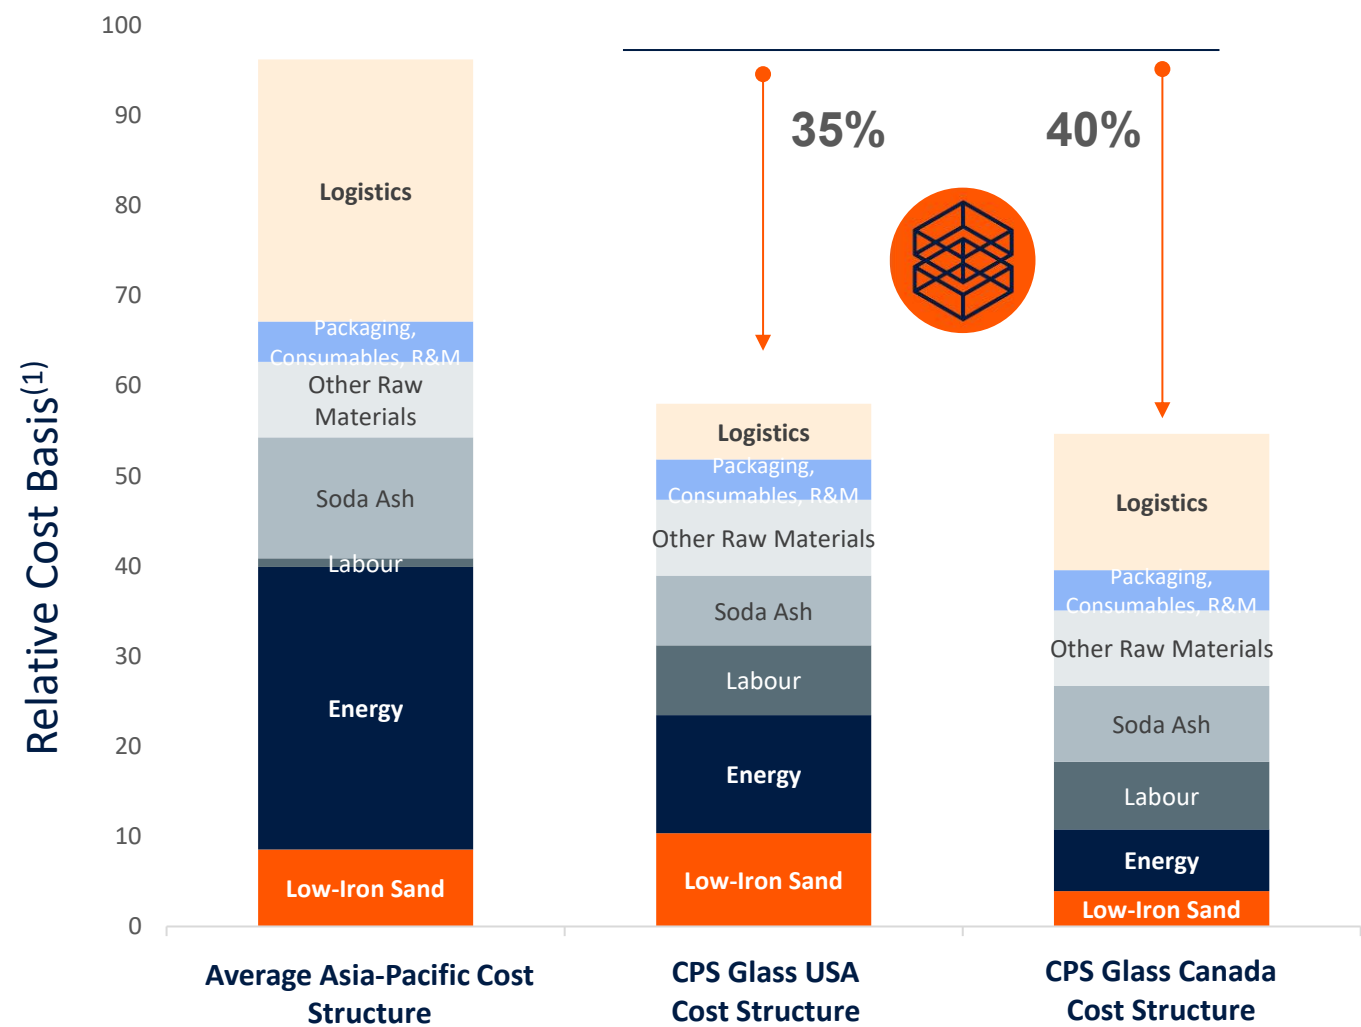 100
90
80
70
60
50
40
30
20
10
0
Relative Cost Basis(1)
Logistics
Packaging,
Consumables, R&M
Other Raw
Materials
Soda Ash
Labour
Energy
Low-Iron Sand
Average Asia-Pacific Cost
Structure
35%
Logistics
Packaging,
Consumables, R&M
Other Raw Materials
Soda Ash
Labour
Energy
Low-Iron Sand
CPS Glass USA
Cost Structure
40%
Logistics
Packaging,
Consumables, R&M
Other Raw Materials
Soda Ash
Labour
Energy
Low-Iron Sand
CPS Glass Canada
Cost Structure